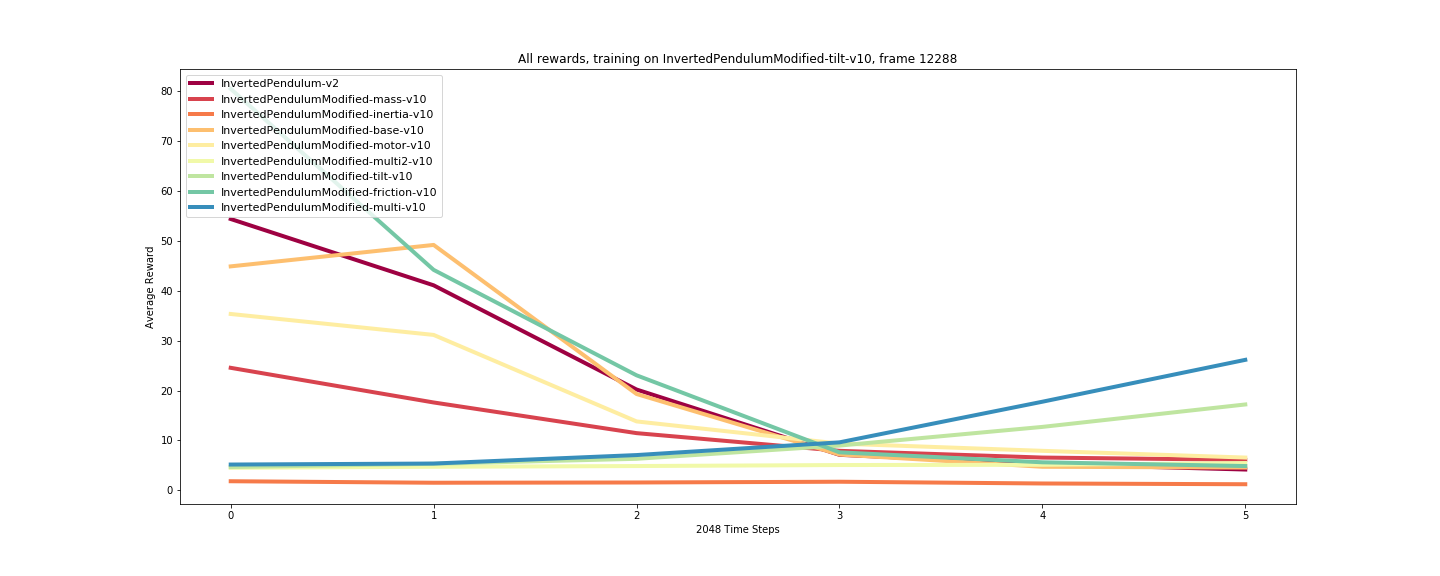 All rewards, training on InvertedPendulumModified-tilt-v10, frame 12288
InvertedPendulum-v2
InvertedPendulumModified-mass-v10
InvertedPendulumModified-inertia-v10
InvertedPendulumModified-base-v10
InvertedPendulumModified-motor-v10
InvertedPendulumModified-multi2-v10
InvertedPendulumModified-tilt-v10
InvertedPendulumModified-friction-v10
InvertedPendulumModified-multi-v10
80
70
60
50
40
30
20
10
0
Average Reward
0 1 2 3 4 5
2048 Time Steps